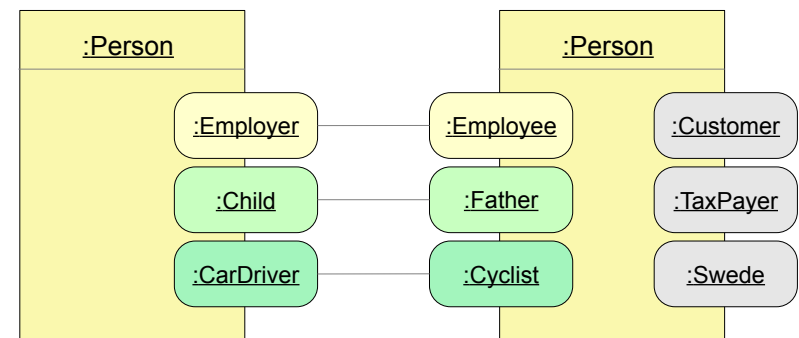 :Person
:Person
:Employer
:Employee
:Customer
:Child
:Father
:TaxPayer
:CarDriver
:Cyclist
:Swede